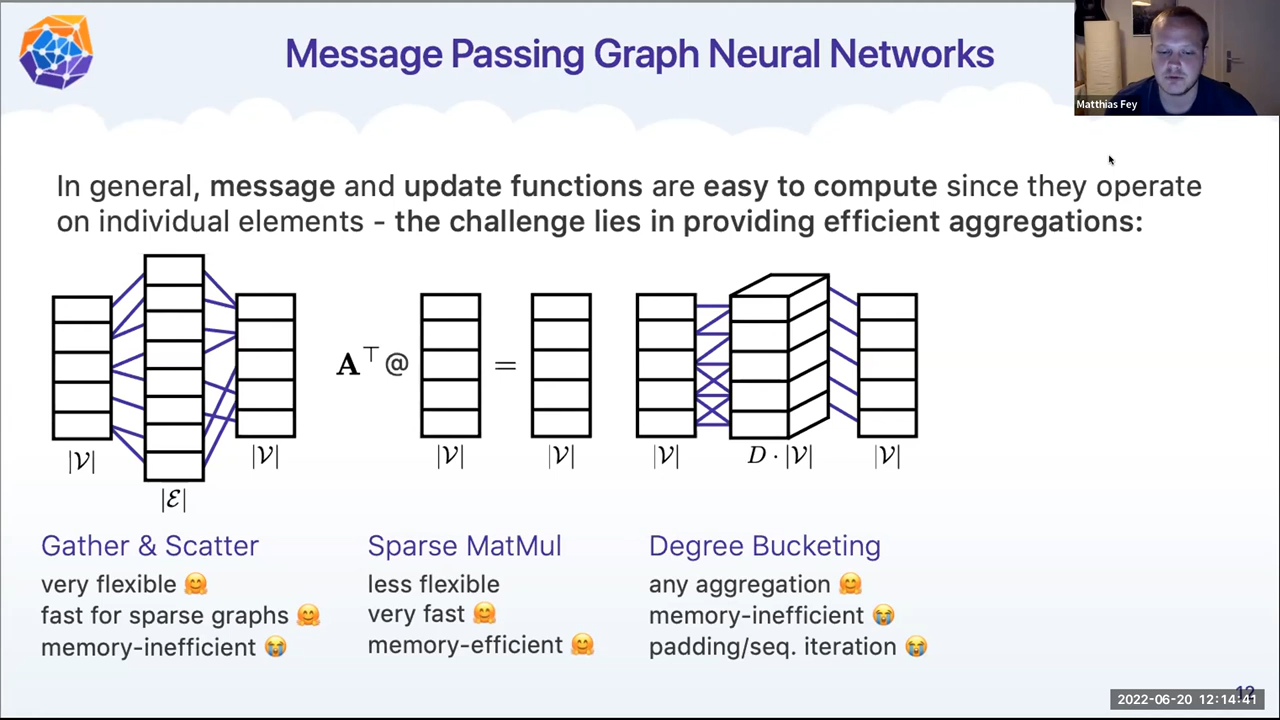 Message Passing Graph Neural Networks
Matthias Fey
In general, message and update functions are easy to compute since they operate
on individual elements - the challenge lies in providing efficient aggregations:
|𝒱|
|ℰ|
|𝒱|
𝐀⊤@
=
|𝒱|
|𝒱|
|𝒱|
D · |𝒱|
|𝒱|
Gather & Scatter
very flexible 🤗
fast for sparse graphs 🤗
memory-inefficient 😭
Sparse MatMul
less flexible
very fast 🤗
memory-efficient 🤗
Degree Bucketing
any aggregation 🤗
memory-inefficient 😭
padding/seq. iteration 😭
12
2022-06-20 12:14:41